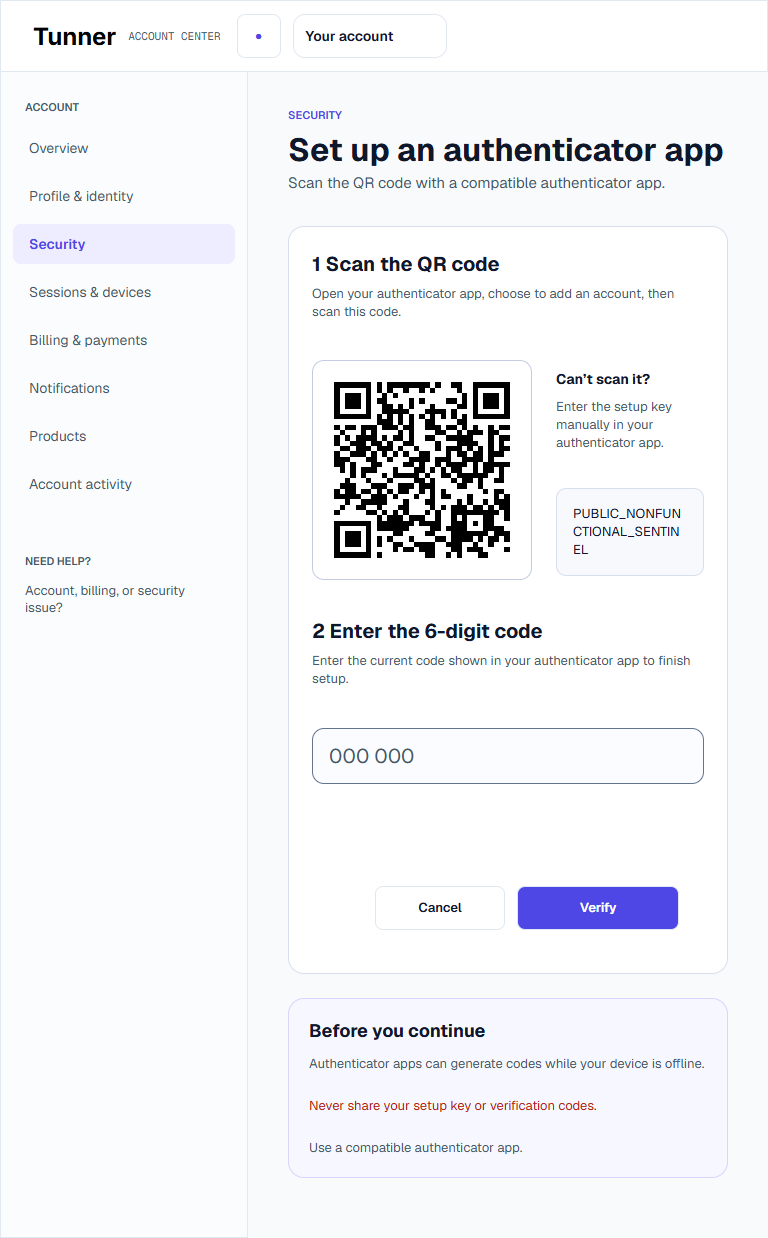 Tunner ACCOUNT CENTER
Your account
ACCOUNT
Overview
Profile & identity
Security
Sessions & devices
Billing & payments
Notifications
Products
Account activity
NEED HELP?
Account, billing, or security
issue?
SECURITY
Set up an authenticator app
Scan the QR code with a compatible authenticator app.
1 Scan the QR code
Open your authenticator app, choose to add an account, then
scan this code.
Can’t scan it?
Enter the setup key
manually in your
authenticator app.
PUBLIC_NONFUN
CTIONAL_SENTIN
EL
2 Enter the 6-digit code
Enter the current code shown in your authenticator app to finish
setup.
000 000
Cancel
Verify
Before you continue
Authenticator apps can generate codes while your device is offline.
Never share your setup key or verification codes.
Use a compatible authenticator app.